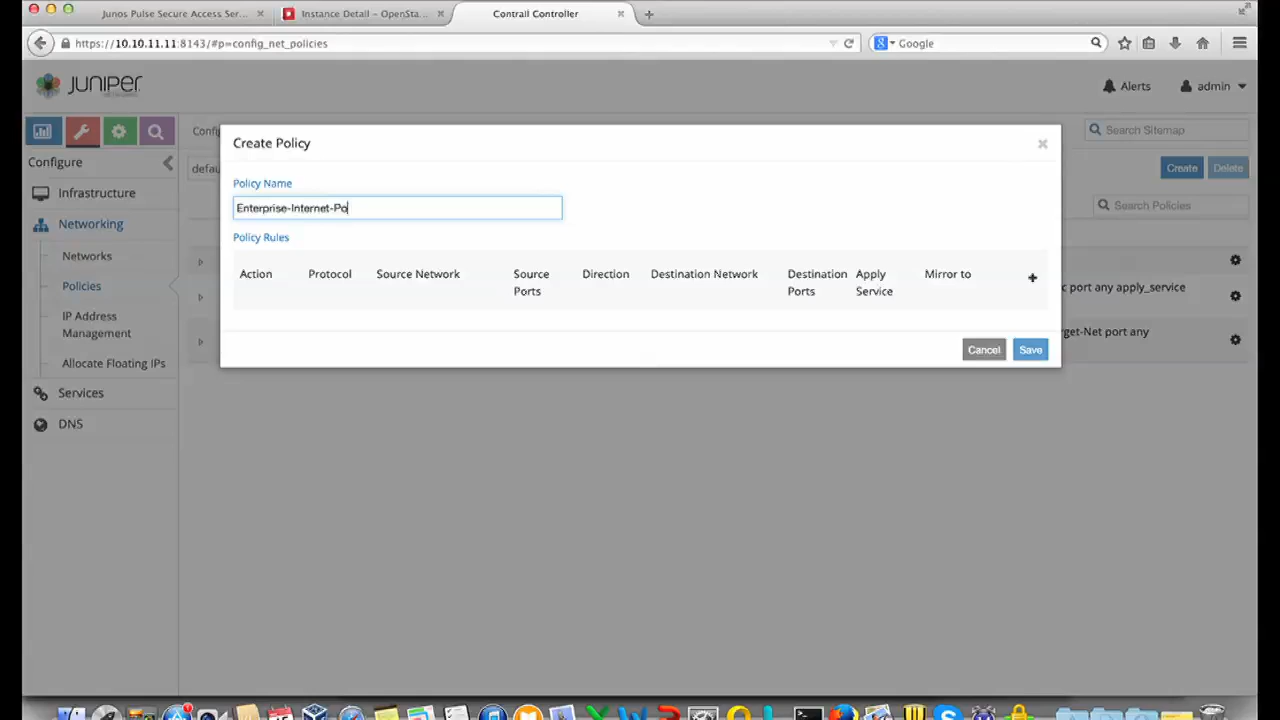 Junos Pulse Secure Access Ser...
Instance Detail – OpenSta...
Contrail Controller
https://10.10.11.11:8143/#p=config_net_policies
Google
JUNIPER
Alerts
admin
Configure
Infrastructure
Networking
Networks
Policies
IP Address
Management
Allocate Floating IPs
Services
DNS
Confi
Search Sitemap
defau
Create
Delete
Search Policies
c port any apply_service
rget-Net port any
Create Policy
Policy Name
Enterprise-Internet-Po
Policy Rules
Action Protocol Source Network Source Ports Direction Destination Network Destination Ports Apply Service Mirror to
Cancel Save